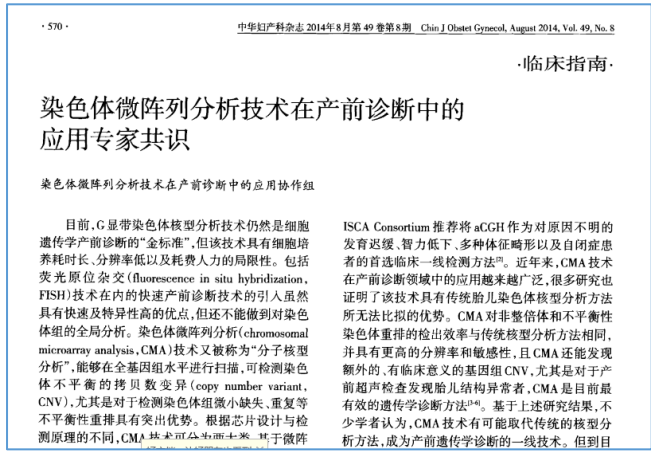 · 570 ·
中华妇产科杂志 2014年8月第49卷第8期 Chin J Obstet Gynecol, August 2014, Vol. 49, No. 8
·临床指南·
染色体微阵列分析技术在产前诊断中的
应用专家共识
染色体微阵列分析技术在产前诊断中的应用协作组
目前,G显带染色体核型分析技术仍然是细胞
遗传学产前诊断的“金标准”,但该技术具有细胞培
养耗时长、分辨率低以及耗费人力的局限性。包括
荧光原位杂交(fluorescence in situ hybridization,
FISH)技术在内的快速产前诊断技术的引入虽然
具有快速及特异性高的优点,但还不能做到对染色
体组的全局分析。染色体微阵列分析(chromosomal
microarray analysis,CMA)技术又被称为“分子核型
分析”,能够在全基因组水平进行扫描,可检测染色
体不平衡的拷贝数变异(copy number variant,
CNV),尤其是对于检测染色体组微小缺失、重复等
不平衡性重排具有突出优势。根据芯片设计与检
测原理的不同,CMA技术可分为两大类:基于微阵
ISCA Consortium 推荐将aCGH作为对原因不明的
发育迟缓、智力低下、多种体征畸形以及自闭症患
者的首选临床一线检测方法[2]。近年来,CMA技术
在产前诊断领域中的应用越来越广泛,很多研究也
证明了该技术具有传统胎儿染色体核型分析方法
所无法比拟的优势。CMA对非整倍体和不平衡性
染色体重排的检出效率与传统核型分析方法相同,
并具有更高的分辨率和敏感性,且CMA还能发现
额外的、有临床意义的基因组CNV,尤其是对于产
前超声检查发现胎儿结构异常者,CMA是目前最
有效的遗传学诊断方法[3-6]。基于上述研究结果,不
少学者认为,CMA技术有可能取代传统的核型分
析方法,成为产前遗传学诊断的一线技术。但到目